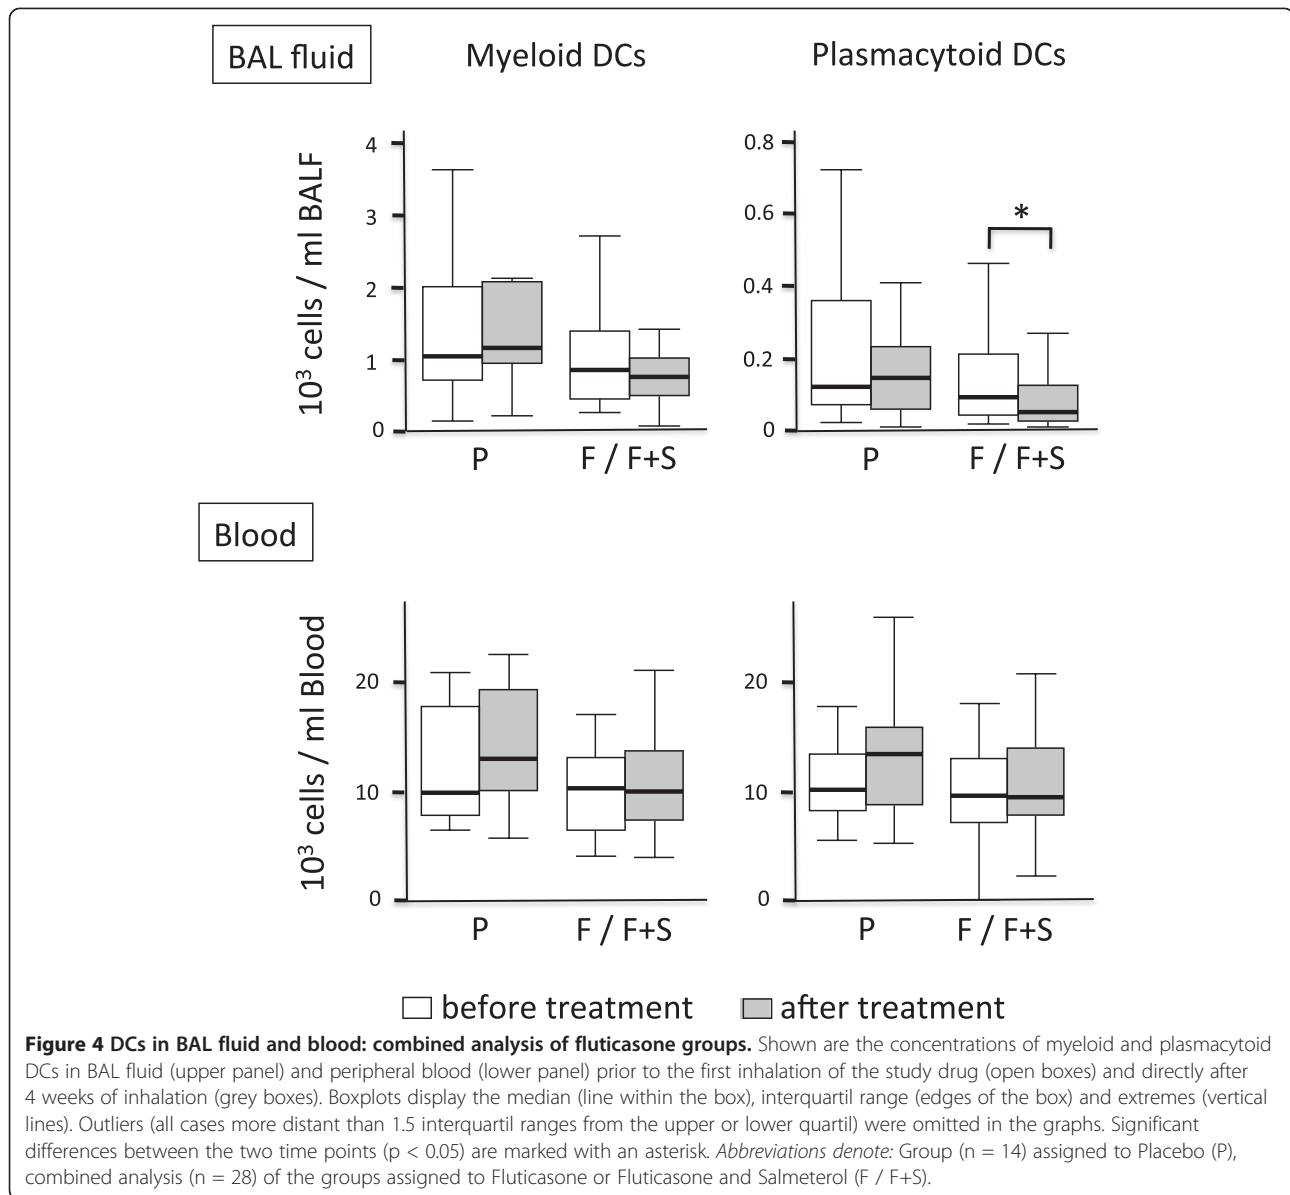 BAL fluid
Myeloid DCs
Plasmacytoid DCs
10³ cells / ml BALF
4
3
2
1
0
P
F / F+S
0.8
0.6
0.4
0.2
0
*
P
F / F+S
Blood
10³ cells / ml Blood
20
10
0
P
F / F+S
20
10
0
P
F / F+S
before treatment
after treatment
Figure 4 DCs in BAL fluid and blood: combined analysis of fluticasone groups. Shown are the concentrations of myeloid and plasmacytoid
DCs in BAL fluid (upper panel) and peripheral blood (lower panel) prior to the first inhalation of the study drug (open boxes) and directly after
4 weeks of inhalation (grey boxes). Boxplots display the median (line within the box), interquartil range (edges of the box) and extremes (vertical
lines). Outliers (all cases more distant than 1.5 interquartil ranges from the upper or lower quartil) were omitted in the graphs. Significant
differences between the two time points (p < 0.05) are marked with an asterisk. Abbreviations denote: Group (n = 14) assigned to Placebo (P),
combined analysis (n = 28) of the groups assigned to Fluticasone or Fluticasone and Salmeterol (F / F+S).